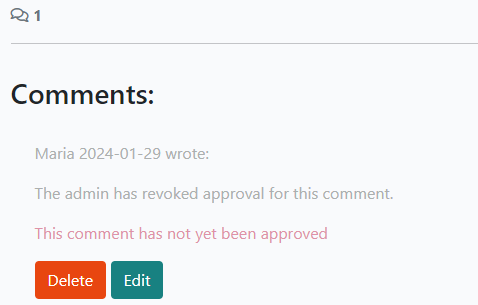 1
Comments:
Maria 2024-01-29 wrote:
The admin has revoked approval for this comment.
This comment has not yet been approved
Delete Edit